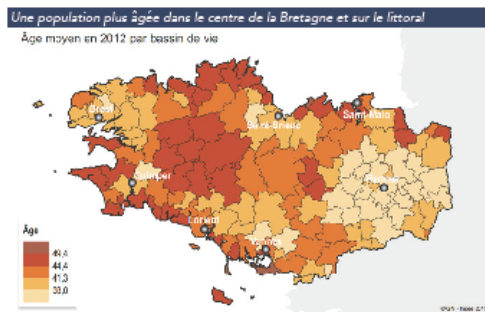 Une population plus âgée dans le centre de la Bretagne et sur le littoral
Âge moyen en 2012 par bassin de vie
Brest
Saint-Brieuc
Saint-Malo
Quimper
Rennes
Lorient
Vannes
Âge
49,4
44,4
41,3
39,0